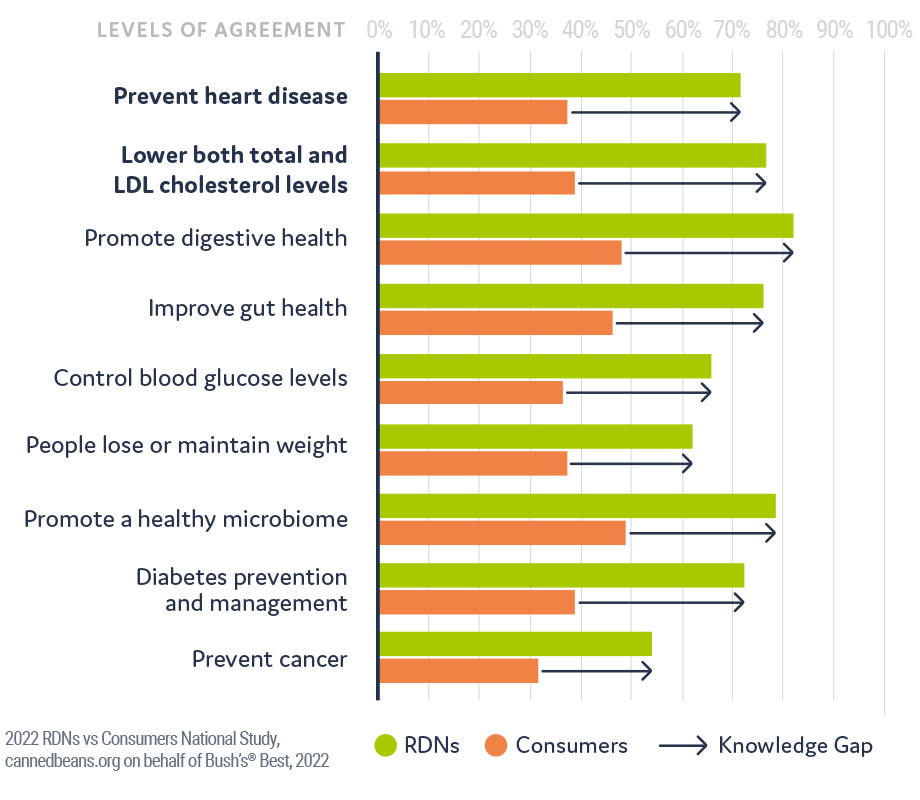 LEVELS OF AGREEMENT 0% 10% 20% 30% 40% 50% 60% 70% 80% 90% 100%
Prevent heart disease
Lower both total and
LDL cholesterol levels
Promote digestive health
Improve gut health
Control blood glucose levels
People lose or maintain weight
Promote a healthy microbiome
Diabetes prevention
and management
Prevent cancer
2022 RDNs vs Consumers National Study,
cannedbeans.org on behalf of Bush's® Best, 2022
RDNs Consumers Knowledge Gap